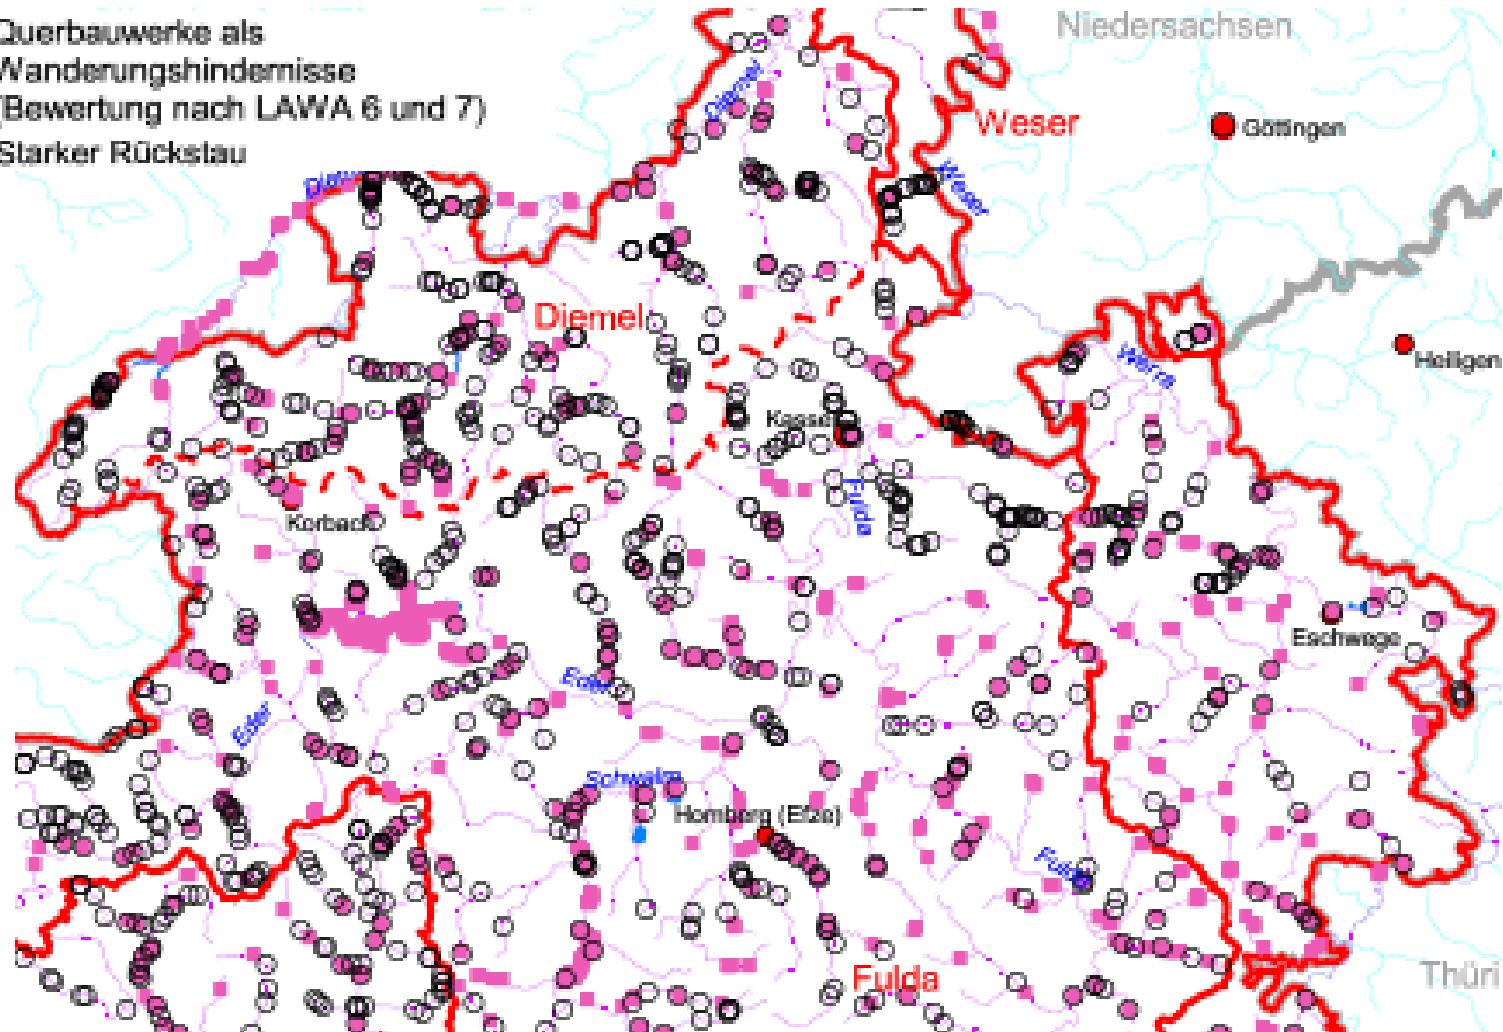 Querbauwerke als
Wanderungshindernisse
(Bewertung nach LAWA 6 und 7)
Starker Rückstau
Niedersachsen
Weser
Göttingen
Diemel
Weser
Diemel
Heiligen
Werra
Kassel
Fulda
Korbach
Eschwege
Eder
Eder
Schwalm
Homberg (Efze)
Fulda
Fulda
Thüri